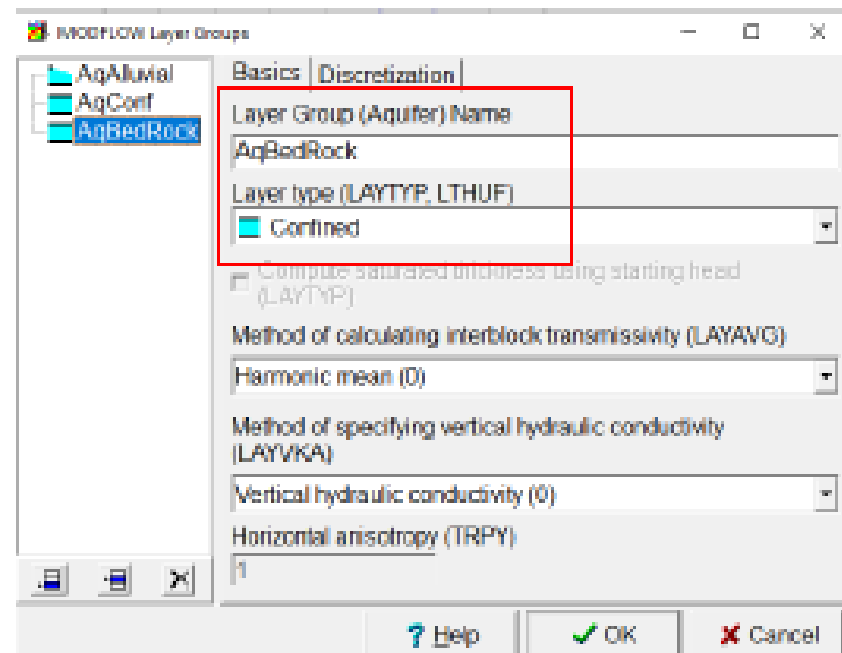 MODFLOW Layer Groups
AqAlluvial
AqConf
AqBedRock
Basics
Discretization
Layer Group (Aquifer) Name
AqBedRock
Layer type (LAYTYP, LTHUF)
Confined
Compute saturated thickness using starting head
(LAYTYP)
Method of calculating interblock transmissivity (LAYAVG)
Harmonic mean (0)
Method of specifying vertical hydraulic conductivity
(LAYVKA)
Vertical hydraulic conductivity (0)
Horizontal anisotropy (TRPY)
1
? Help
OK
Cancel